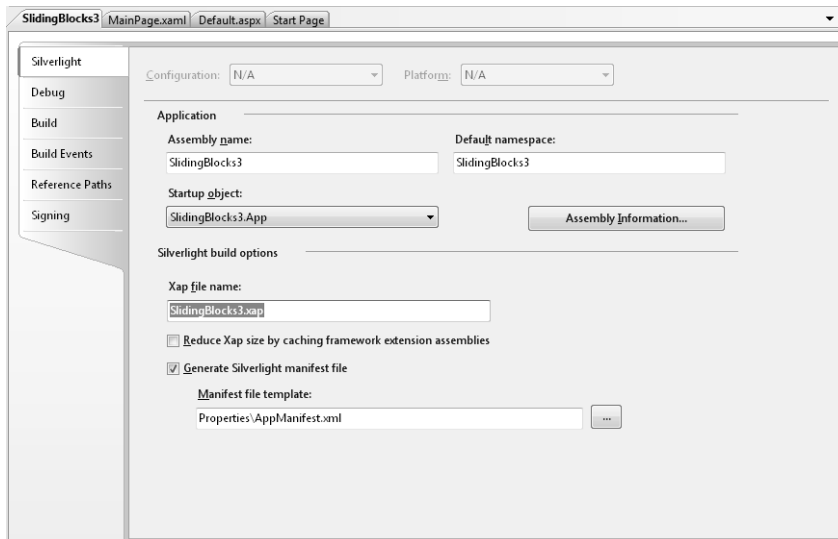 SlidingBlocks3 MainPage.xaml Default.aspx Start Page
Silverlight
Debug
Build
Build Events
Reference Paths
Signing
Configuration: N/A Platform: N/A
Application
Assembly name: Default namespace:
SlidingBlocks3 SlidingBlocks3
Startup object:
SlidingBlocks3.App Assembly Information...
Silverlight build options
Xap file name:
SlidingBlocks3.xap
Reduce Xap size by caching framework extension assemblies
Generate Silverlight manifest file
Manifest file template:
Properties\AppManifest.xml ...